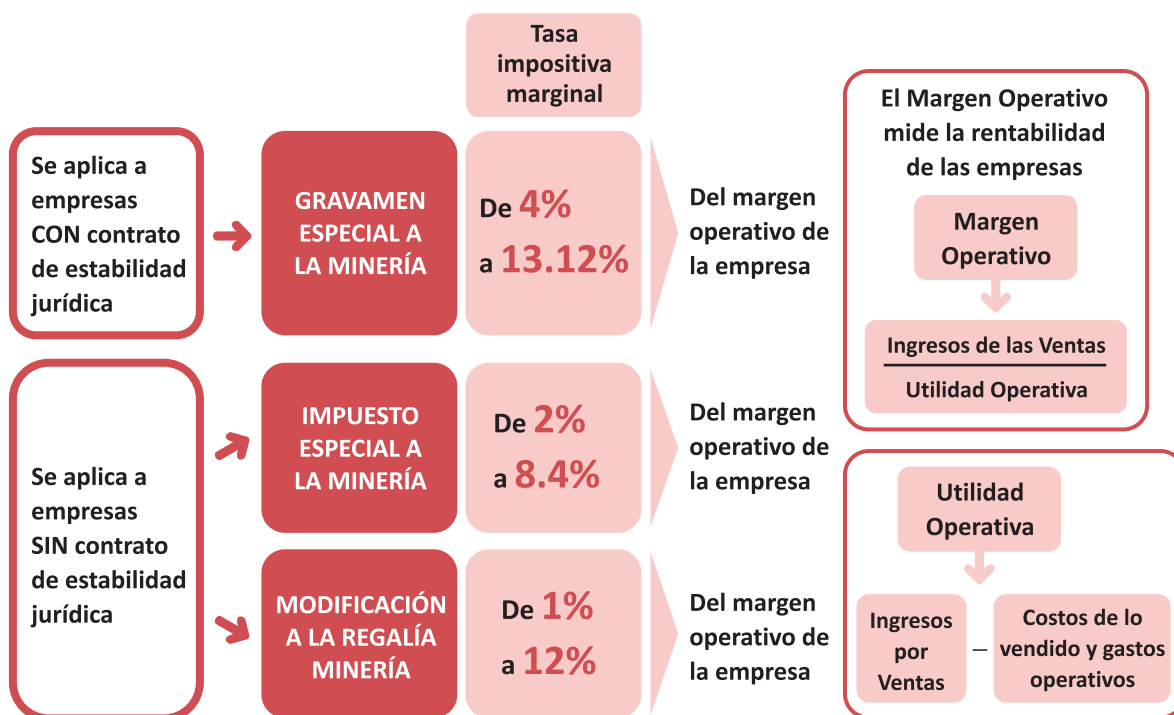 Tasa
impositiva
marginal
Se aplica a
empresas
CON contrato
de estabilidad
jurídica
GRAVAMEN
ESPECIAL A
LA MINERÍA
De 4%
a 13.12%
Del margen
operativo de
la empresa
Se aplica a
empresas
SIN contrato
de estabilidad
jurídica
IMPUESTO
ESPECIAL A
LA MINERÍA
De 2%
a 8.4%
Del margen
operativo de
la empresa
MODIFICACIÓN
A LA REGALÍA
MINERÍA
De 1%
a 12%
Del margen
operativo de
la empresa
El Margen Operativo
mide la rentabilidad
de las empresas
Margen
Operativo
Ingresos de las Ventas
Utilidad Operativa
Utilidad
Operativa
Ingresos
por
Ventas
–
Costos de lo
vendido y gastos
operativos